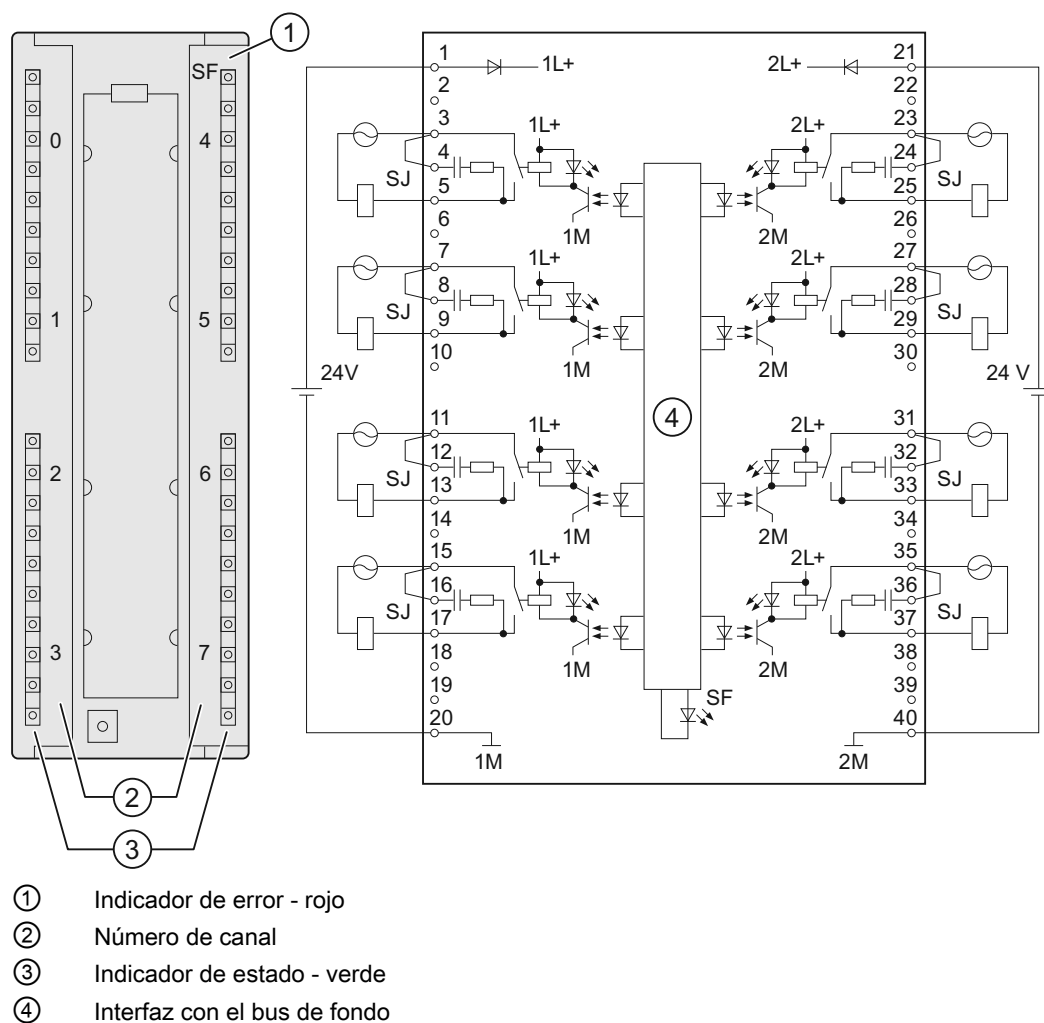 1
SF
0
4
1
5
2
6
3
7
2
3
1
1L+
2L+
21
2
22
3
1L+
2L+
23
4
24
SJ
SJ
5
25
6
1M
2M
26
7
1L+
2L+
27
8
28
SJ
SJ
9
29
10
1M
2M
30
24V
24 V
4
11
1L+
2L+
31
12
32
SJ
SJ
13
33
14
1M
2M
34
15
1L+
2L+
35
16
36
SJ
SJ
17
37
18
1M
2M
38
19
SF
39
20
40
1M
2M
① Indicador de error - rojo
② Número de canal
③ Indicador de estado - verde
④ Interfaz con el bus de fondo